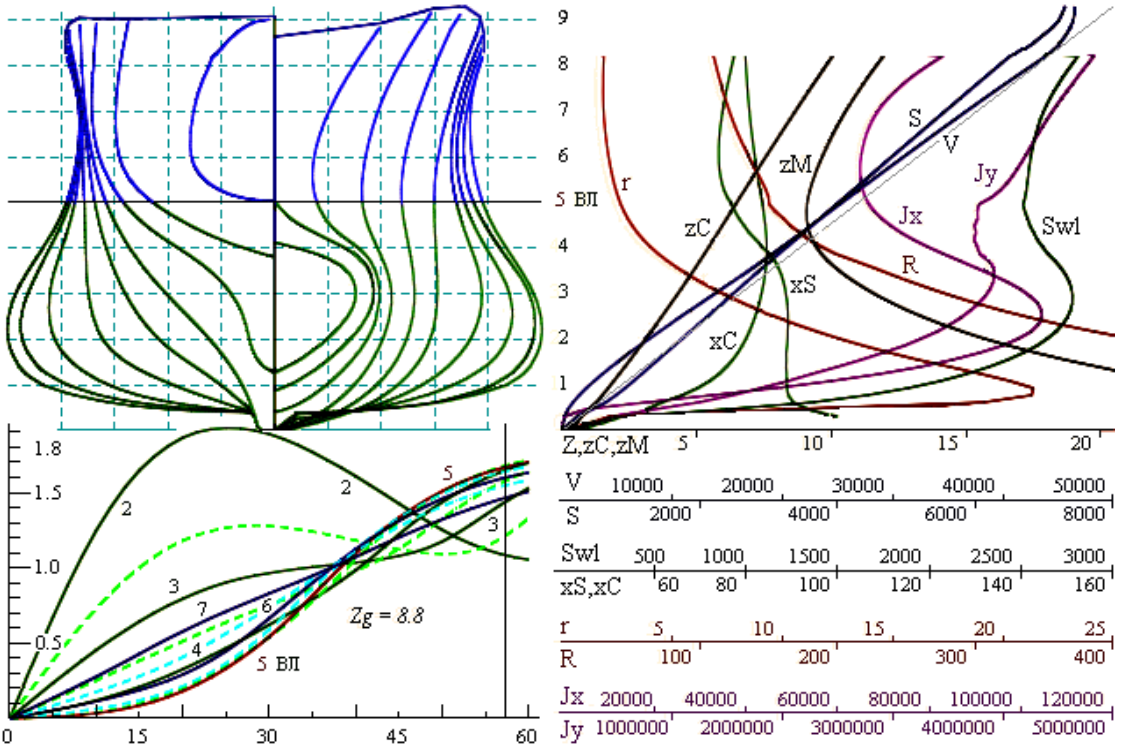 9
8
7
6
5 ВЛ
4
3
2
1
S
V
zM
r
Jy
zC
Jx
Swl
R
xS
xC
Z,zC,zM 5 10 15 20
V 10000 20000 30000 40000 50000
S 2000 4000 6000 8000
Swl 500 1000 1500 2000 2500 3000
xS,xC 60 80 100 120 140 160
r 5 10 15 20 25
R 100 200 300 400
Jx 20000 40000 60000 80000 100000 120000
Jy 1000000 2000000 3000000 4000000 5000000
1.8
1.5
1.0
0.5
2
2
5
3
3
7
6
4
5 ВЛ
Zg = 8.8
0 15 30 45 60